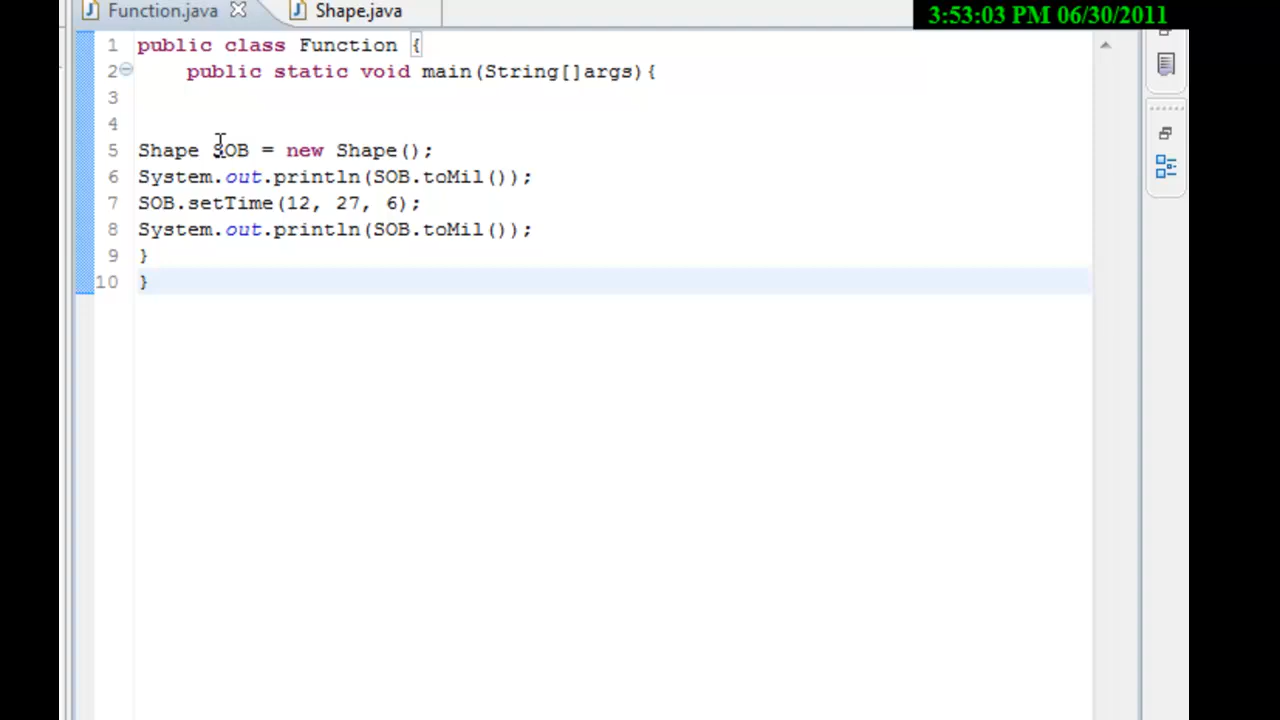 Function.java Shape.java 3:53:03 PM 06/30/2011
1 public class Function {
2 public static void main(String[]args){
3
4
5 Shape SOB = new Shape();
6 System.out.println(SOB.toMil());
7 SOB.setTime(12, 27, 6);
8 System.out.println(SOB.toMil());
9 }
10 }